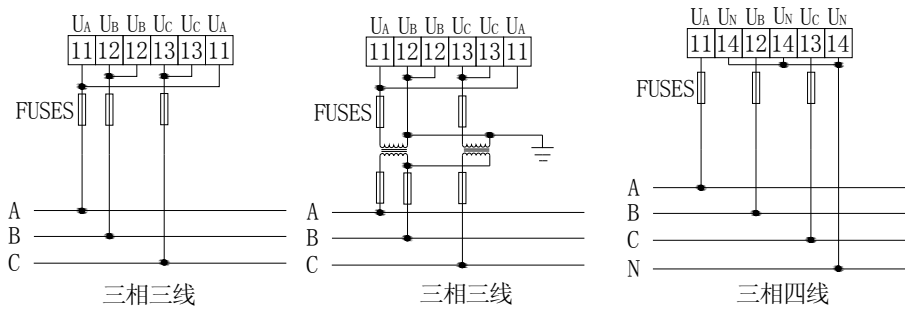 UA UB UB UC UC UA
11 12 12 13 13 11
FUSES
A
B
C
三相三线
UA UB UB UC UC UA
11 12 12 13 13 11
FUSES
A
B
C
三相三线
UA UN UB UN UC UN
11 14 12 14 13 14
FUSES
A
B
C
N
三相四线